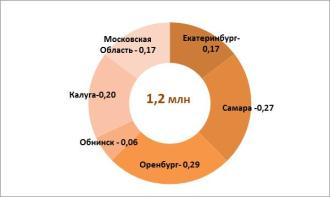 Московская
Область - 0,17
Екатеринбург-
0,17
Калуга-0,20
1,2 млн
Самара -0,27
Обнинск - 0,06
Оренбург- 0,29